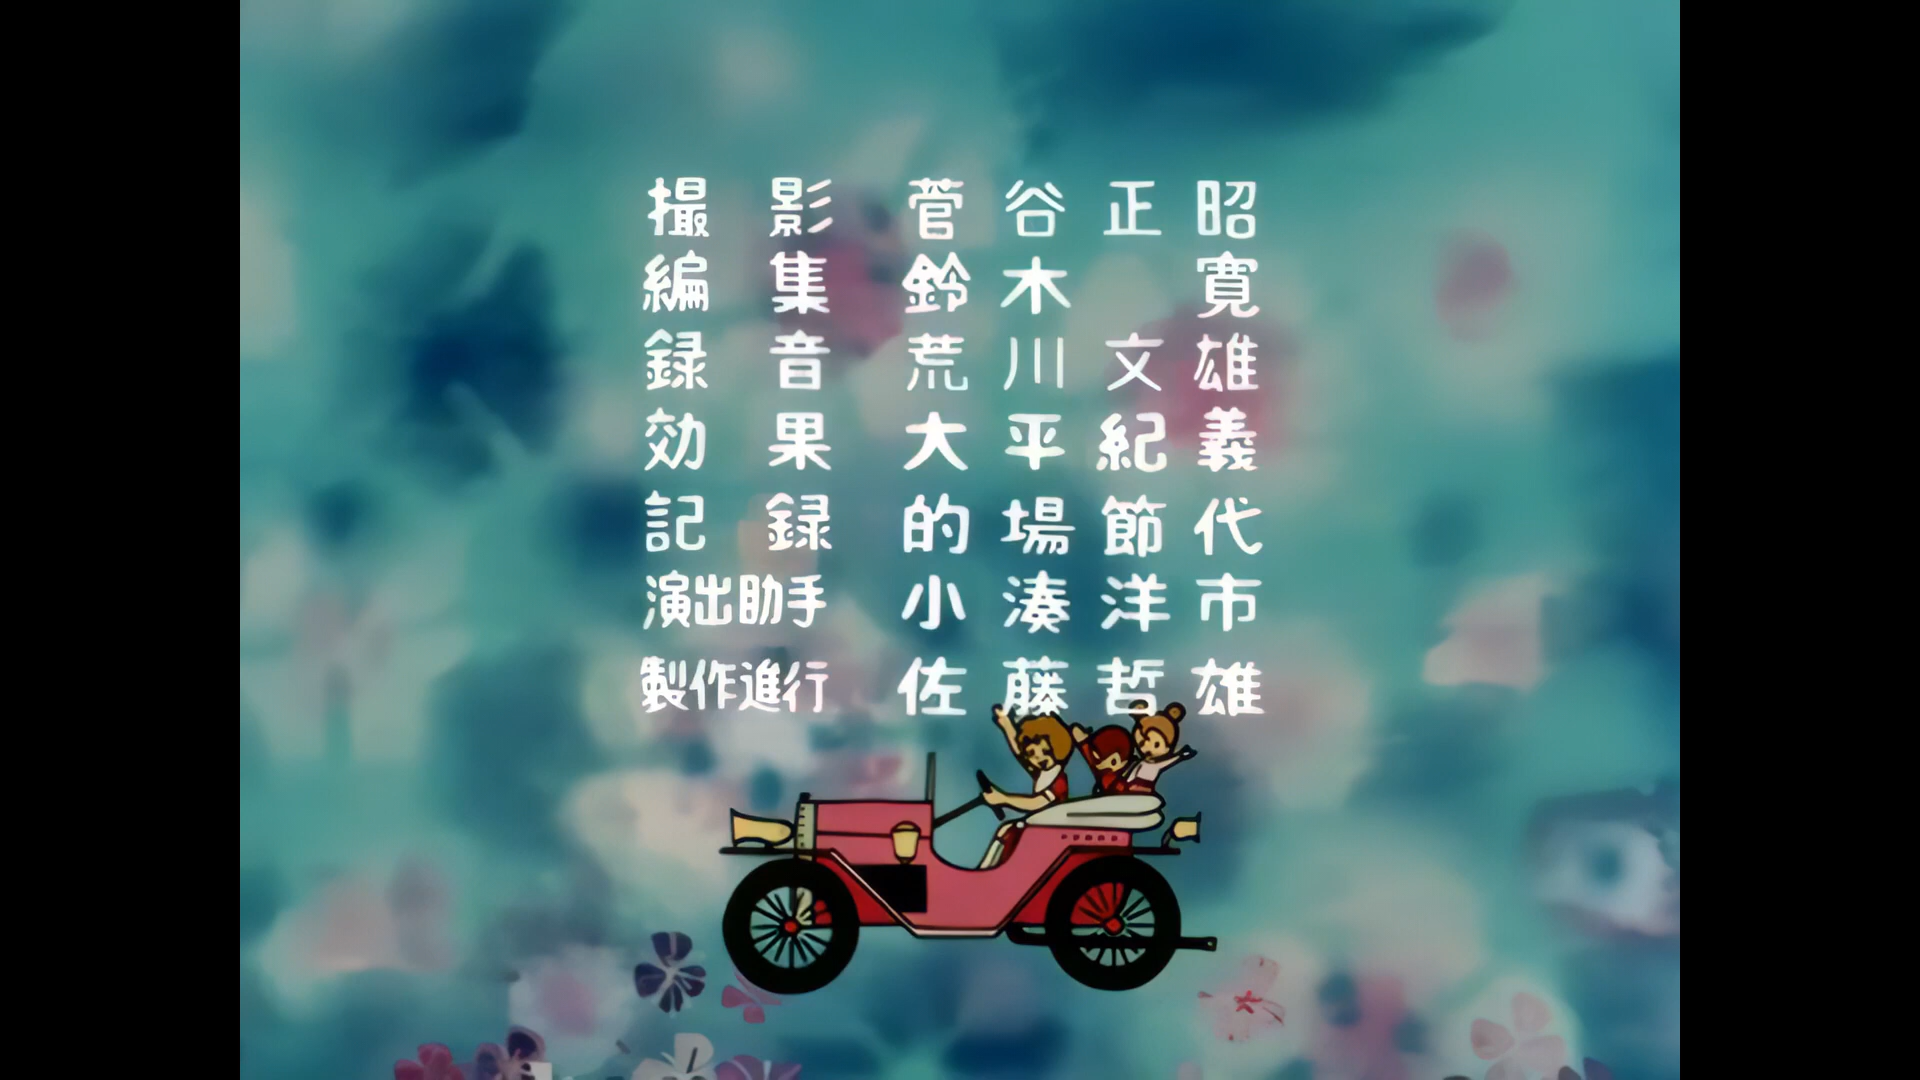 撮影 菅谷正昭
編集 鈴木寛
録音 荒川文雄
効果 大平紀義
記録 的場節代
演出助手 小湊洋市
製作進行 佐藤哲雄